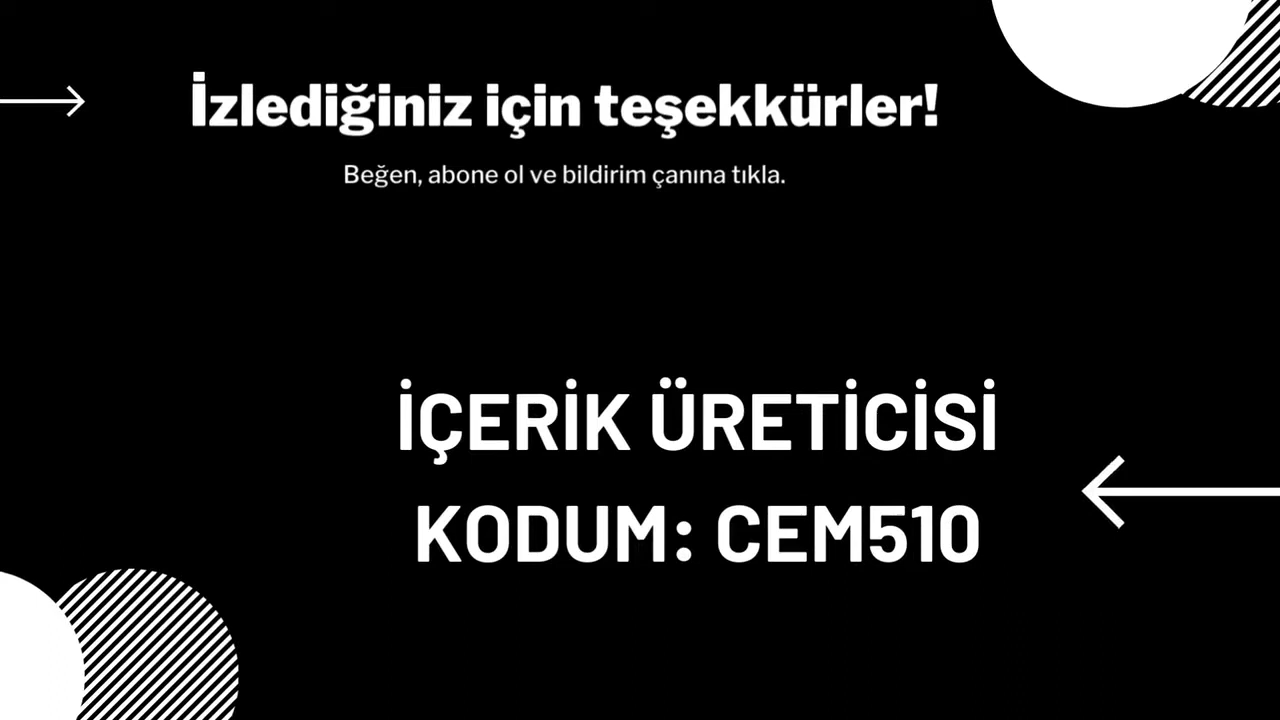 İzlediğiniz için teşekkürler!
Beğen, abone ol ve bildirim çanına tıkla.
İÇERİK ÜRETİCİSİ
KODUM: CEM510